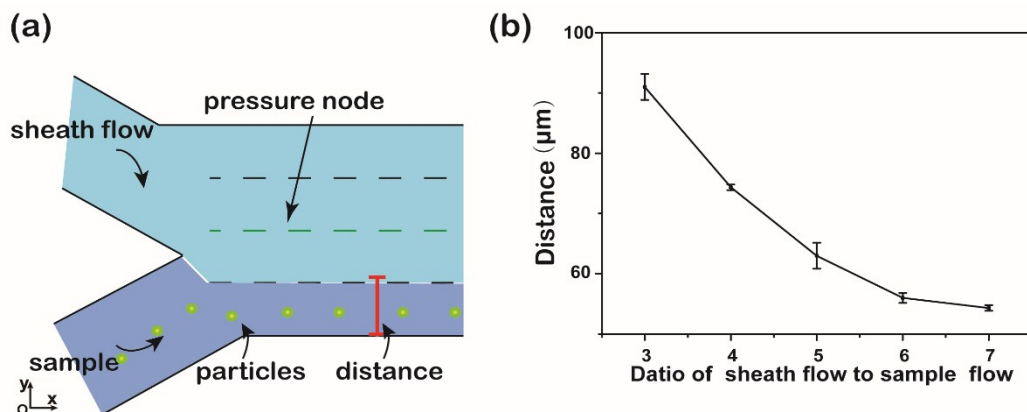 (a)
pressure node
sheath flow
sample
particles
distance
y
O
x
(b)
100
80
60
Distance (μm)
3 4 5 6 7
Datio of sheath flow to sample flow